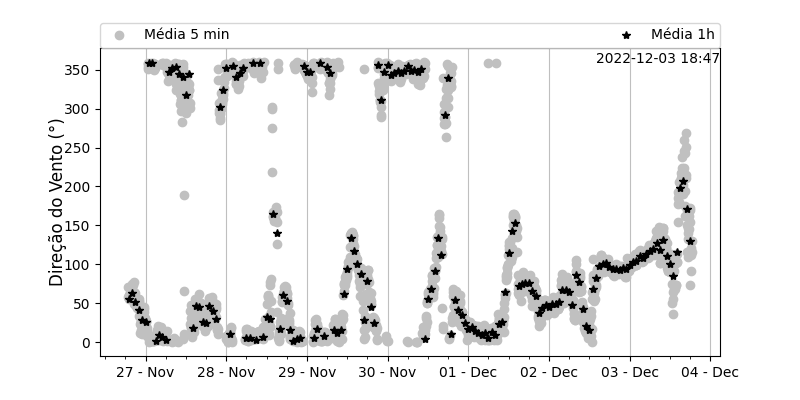 Média 5 min
Média 1h
2022-12-03 18:47
Direção do Vento (°)
350
300
250
200
150
100
50
0
27 - Nov
28 - Nov
29 - Nov
30 - Nov
01 - Dec
02 - Dec
03 - Dec
04 - Dec